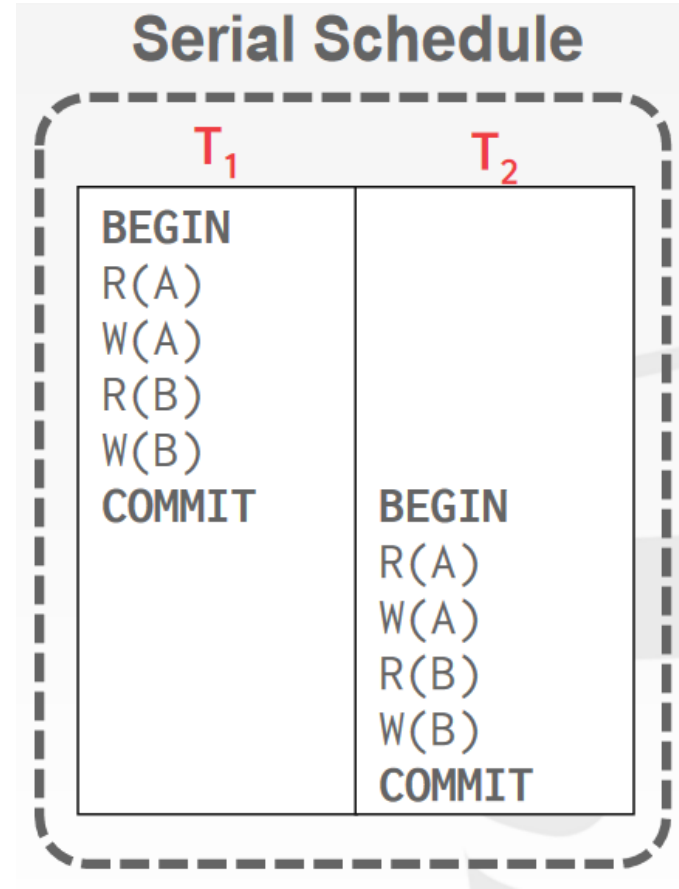 Serial Schedule
T1 T2
BEGIN
R(A)
W(A)
R(B)
W(B)
COMMIT BEGIN
R(A)
W(A)
R(B)
W(B)
COMMIT